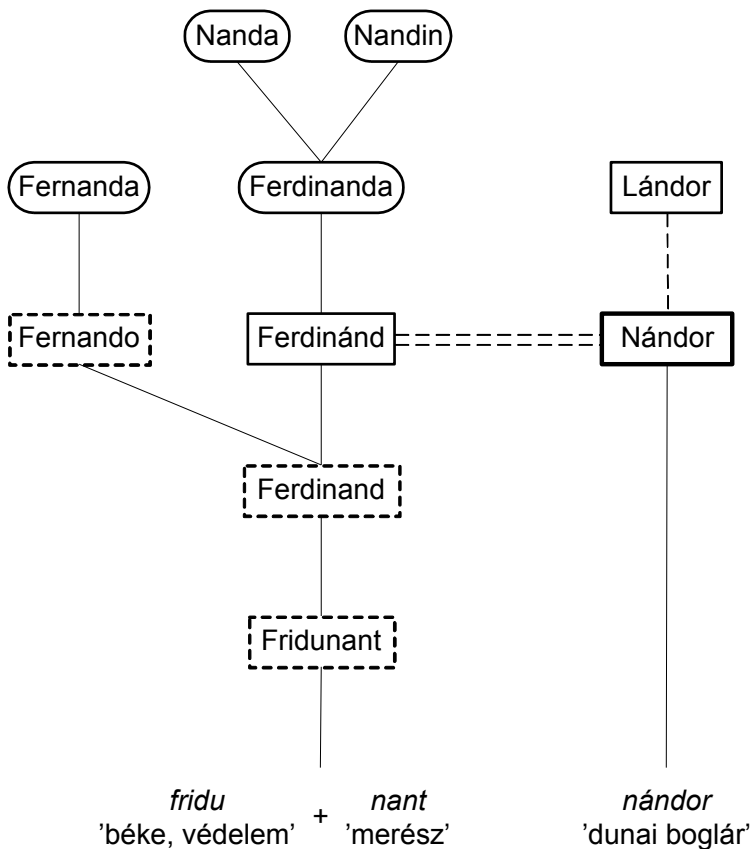 Nanda Nandin
Fernanda Ferdinanda Lándor
Fernando Ferdinánd Nándor
Ferdinand
Fridunant
fridu + nant nándor
’béke, védelem’ ’merész’ ’dunai boglár’